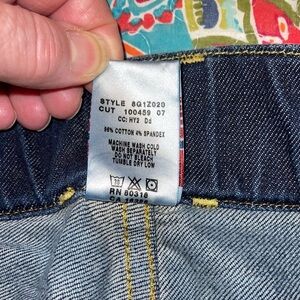 STYLE 8G1Z020
CUT 100459 07
CC: HY2 Dd
96% COTTON 4% SPANDEX
MACHINE WASH COLD
WASH SEPARATELY
DO NOT BLEACH
TUMBLE DRY LOW
RN 80318